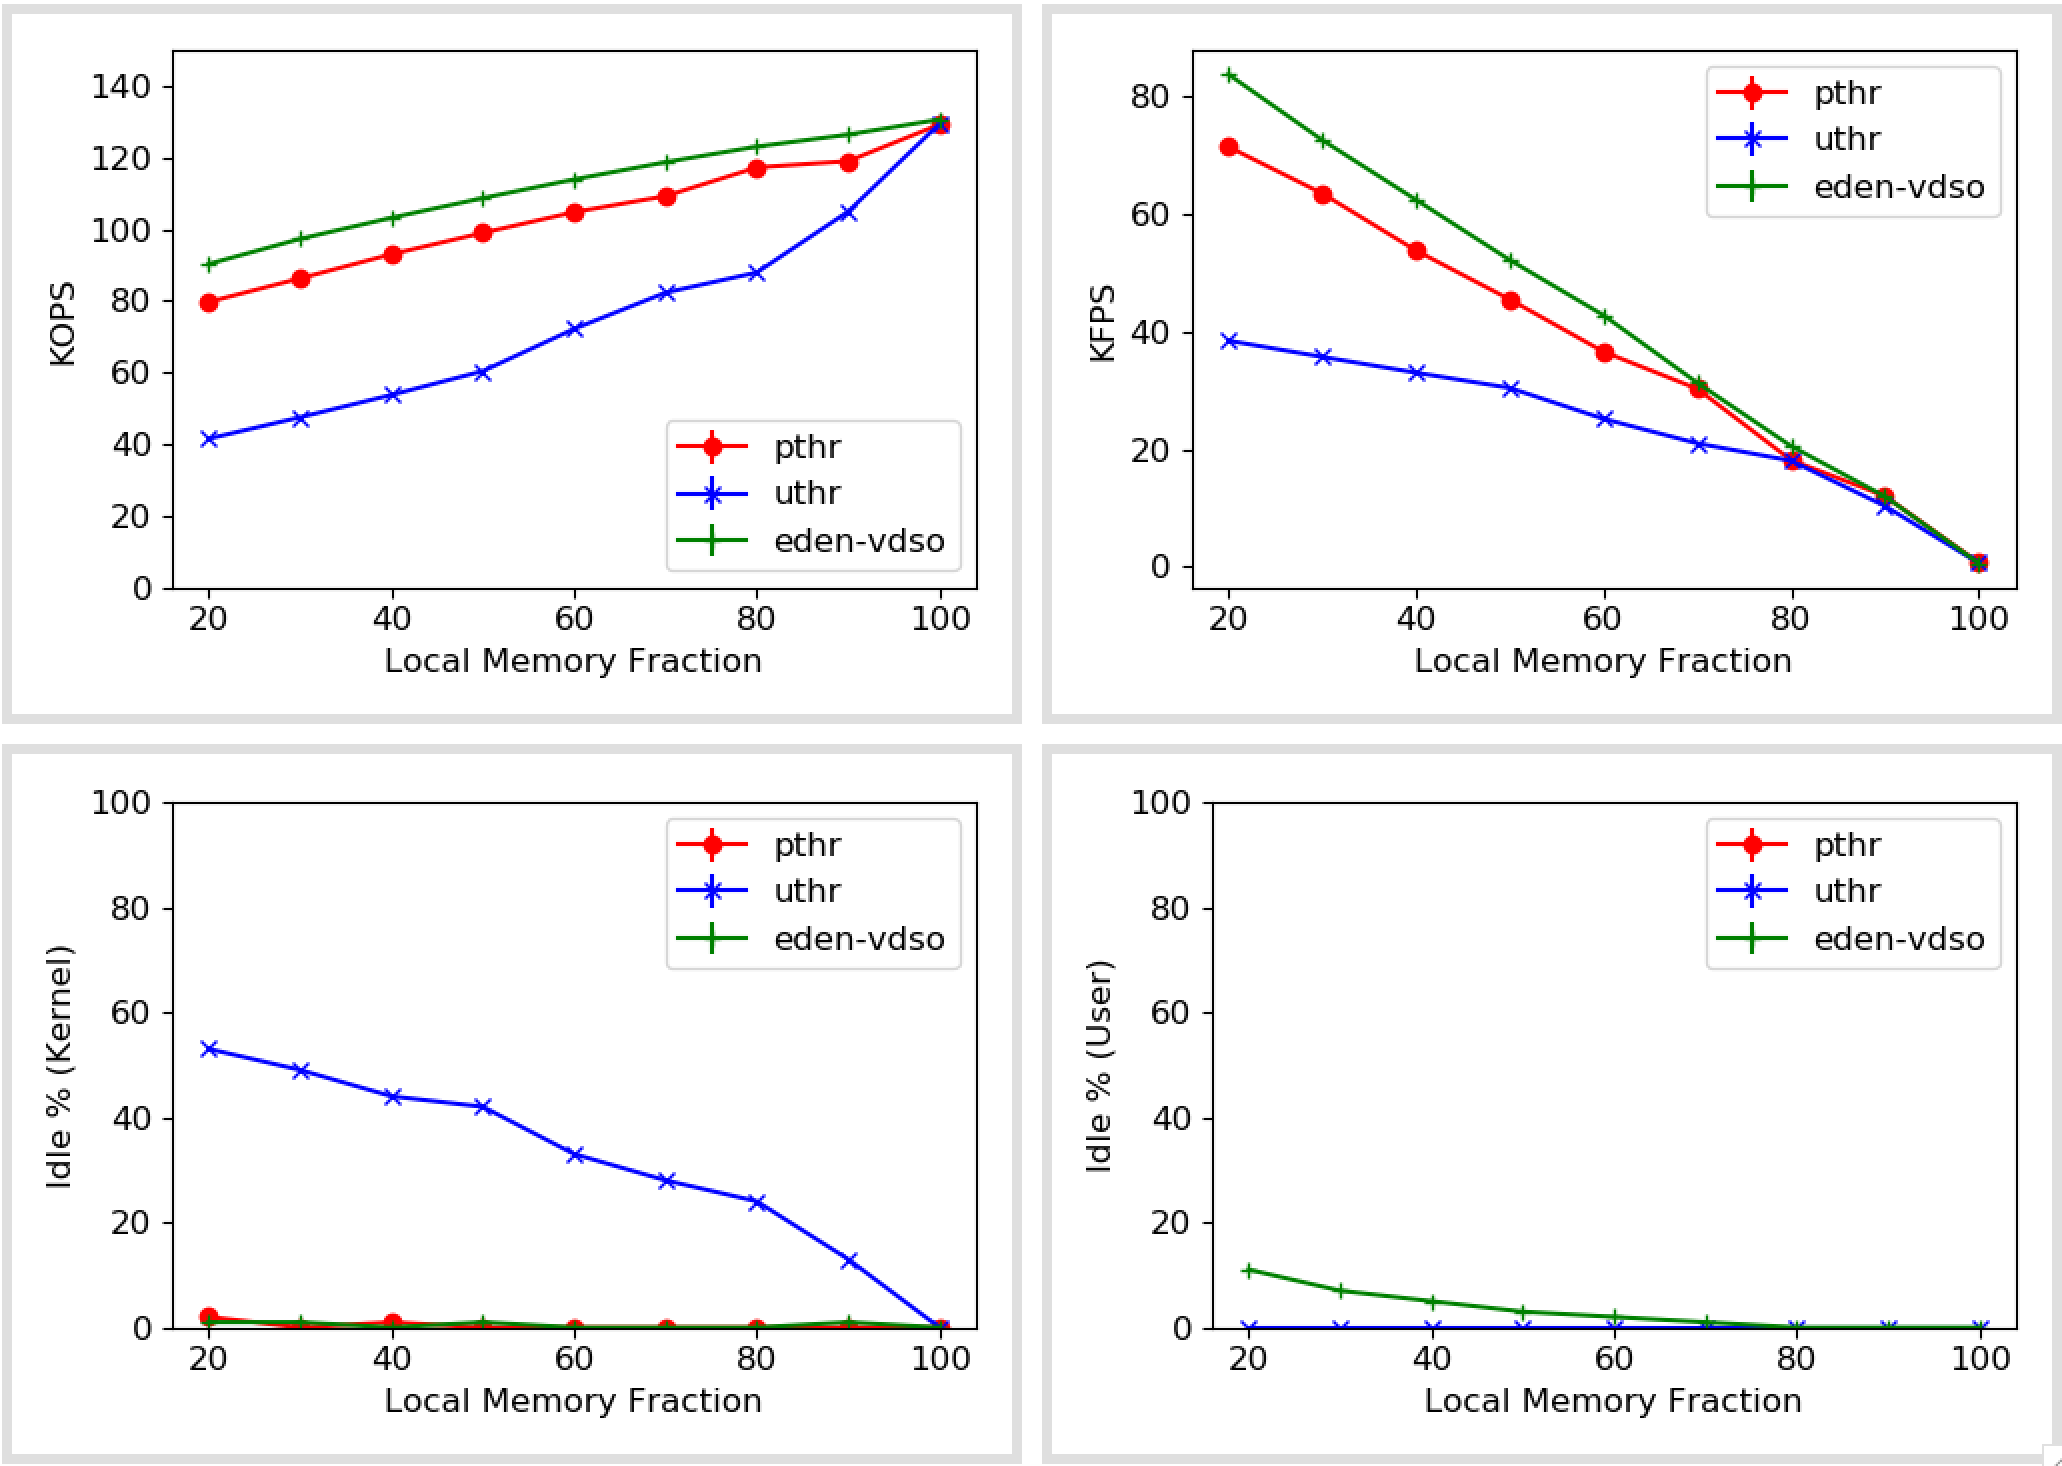 140
120
100
80
60
40
20
0
KOPS
pthr
uthr
eden-vdso
20 40 60 80 100
Local Memory Fraction
80
60
40
20
0
KFPS
pthr
uthr
eden-vdso
20 40 60 80 100
Local Memory Fraction
100
80
60
40
20
0
Idle % (Kernel)
pthr
uthr
eden-vdso
20 40 60 80 100
Local Memory Fraction
100
80
60
40
20
0
Idle % (User)
pthr
uthr
eden-vdso
20 40 60 80 100
Local Memory Fraction